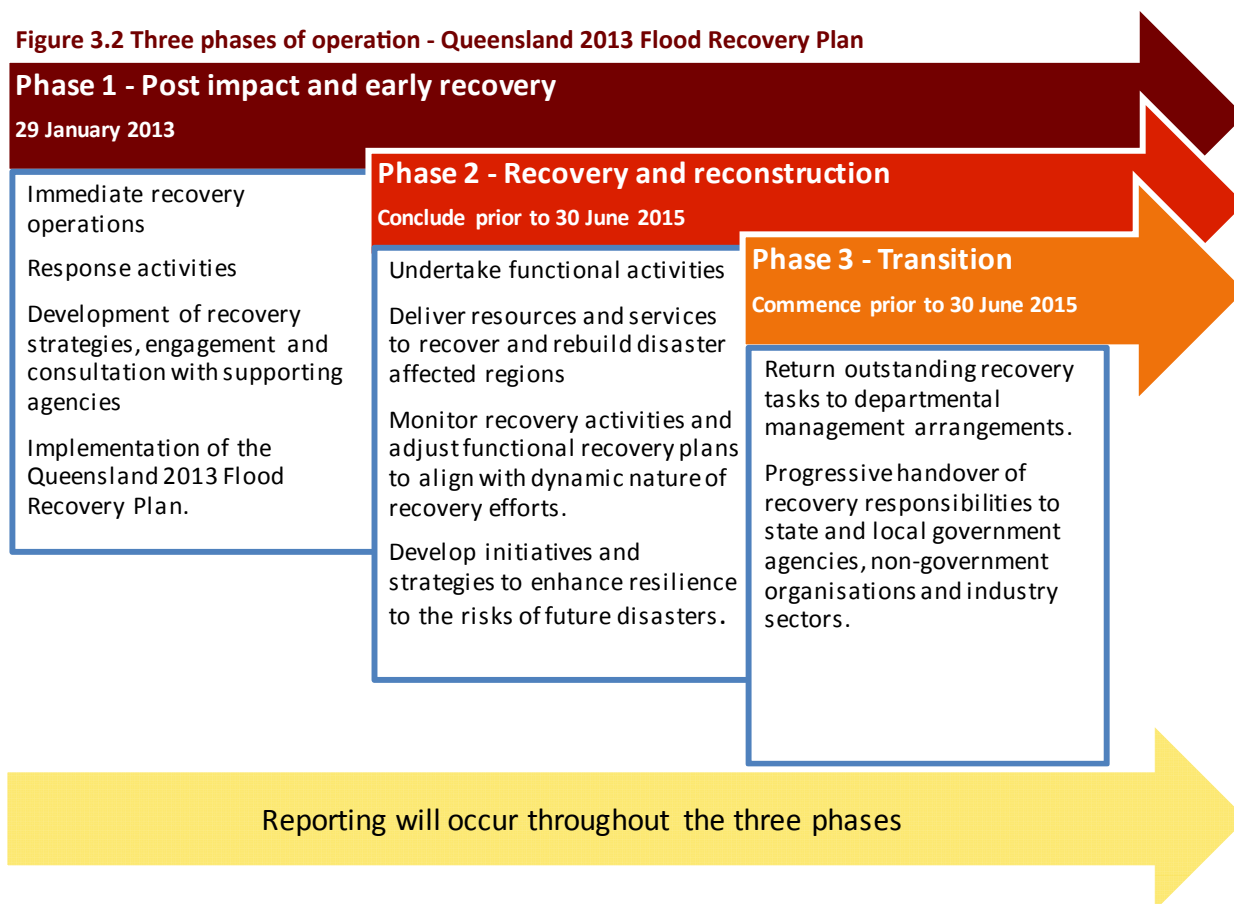 Figure 3.2 Three phases of operation - Queensland 2013 Flood Recovery Plan
Phase 1 - Post impact and early recovery
29 January 2013
Immediate recovery
operations
Response activities
Development of recovery
strategies, engagement and
consultation with supporting
agencies
Implementation of the
Queensland 2013 Flood
Recovery Plan.
Phase 2 - Recovery and reconstruction
Conclude prior to 30 June 2015
Undertake functional activities
Deliver resources and services
to recover and rebuild disaster
affected regions
Monitor recovery activities and
adjust functional recovery plans
to align with dynamic nature of
recovery efforts.
Develop initiatives and
strategies to enhance resilience
to the risks of future disasters.
Phase 3 - Transition
Commence prior to 30 June 2015
Return outstanding recovery
tasks to departmental
management arrangements.
Progressive handover of
recovery responsibilities to
state and local government
agencies, non-government
organisations and industry
sectors.
Reporting will occur throughout the three phases